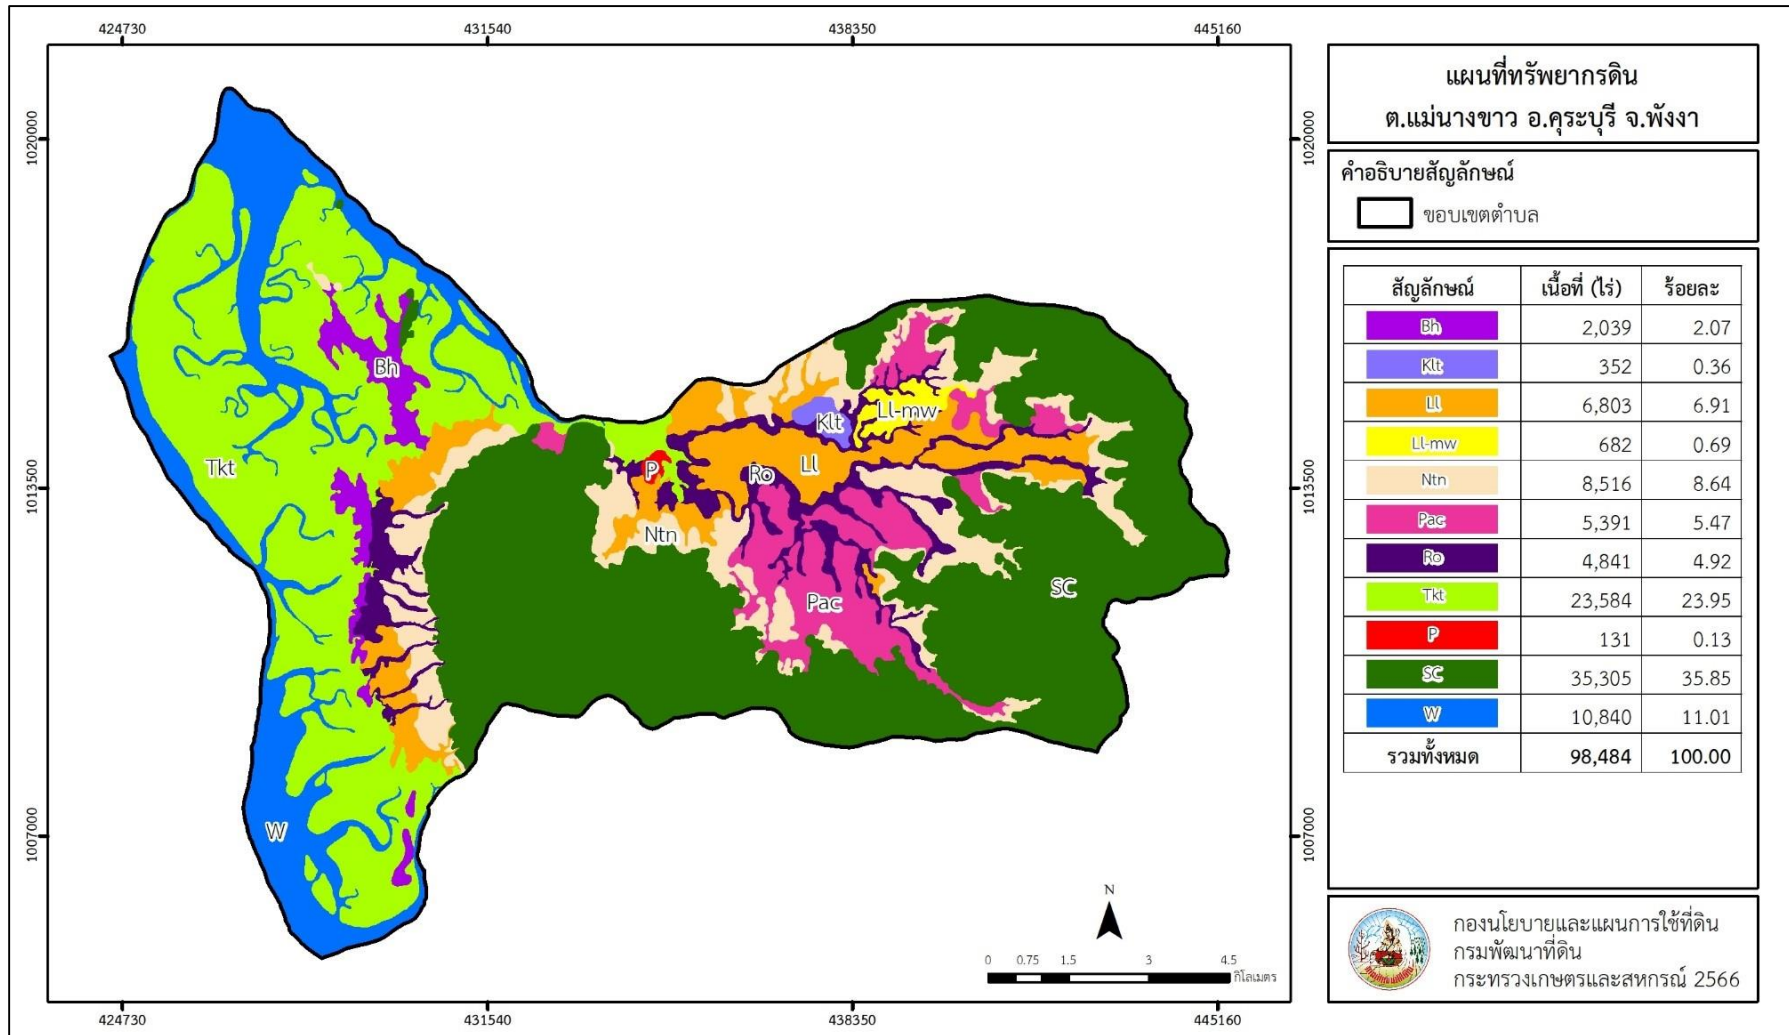 424730
431540
438350
445160
1020000
1020000
1013500
1013500
1007000
1007000
424730
431540
438350
445160
Bh
Tkt
Klt
Ll-mw
P
Ro
Ll
Ntn
Pac
SC
W
N
0 0.75 1.5 3 4.5
กิโลเมตร
แผนที่ทรัพยากรดิน
ต.แม่นางขาว อ.คุระบุรี จ.พังงา
คำอธิบายสัญลักษณ์
ขอบเขตตำบล
สัญลักษณ์ เนื้อที่ (ไร่) ร้อยละ
Bh 2,039 2.07
Klt 352 0.36
Ll 6,803 6.91
Ll-mw 682 0.69
Ntn 8,516 8.64
Pac 5,391 5.47
Ro 4,841 4.92
Tkt 23,584 23.95
P 131 0.13
SC 35,305 35.85
W 10,840 11.01
รวมทั้งหมด 98,484 100.00
กองนโยบายและแผนการใช้ที่ดิน
กรมพัฒนาที่ดิน
กระทรวงเกษตรและสหกรณ์ 2566